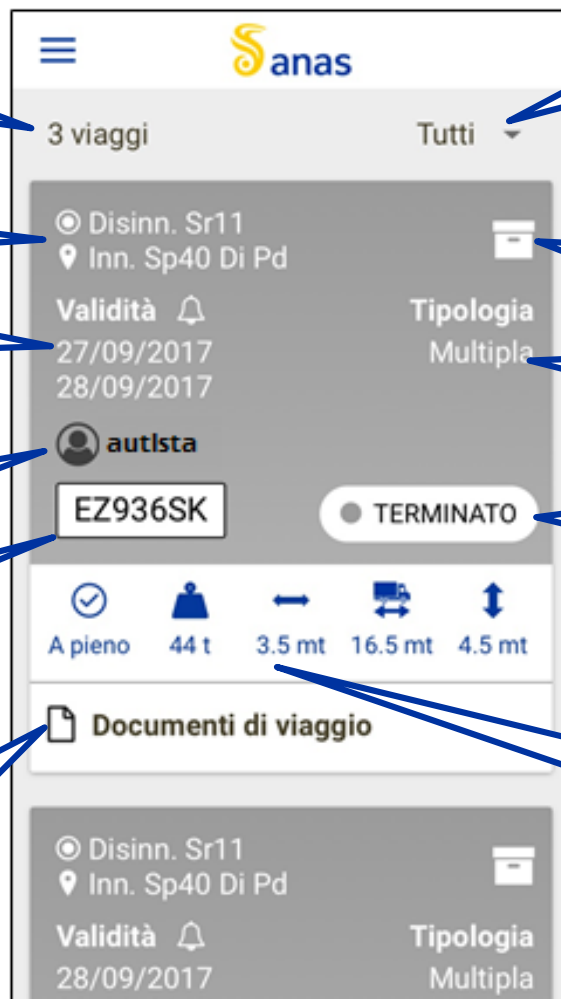 anas
3 viaggi Tutti
Disinn. Sr11
Inn. Sp40 Di Pd
Validità Tipologia
27/09/2017 Multipla
28/09/2017
autista
EZ936SK TERMINATO
A pieno 44 t 3.5 mt 16.5 mt 4.5 mt
Documenti di viaggio
Disinn. Sr11
Inn. Sp40 Di Pd
Validità Tipologia
28/09/2017 Multipla